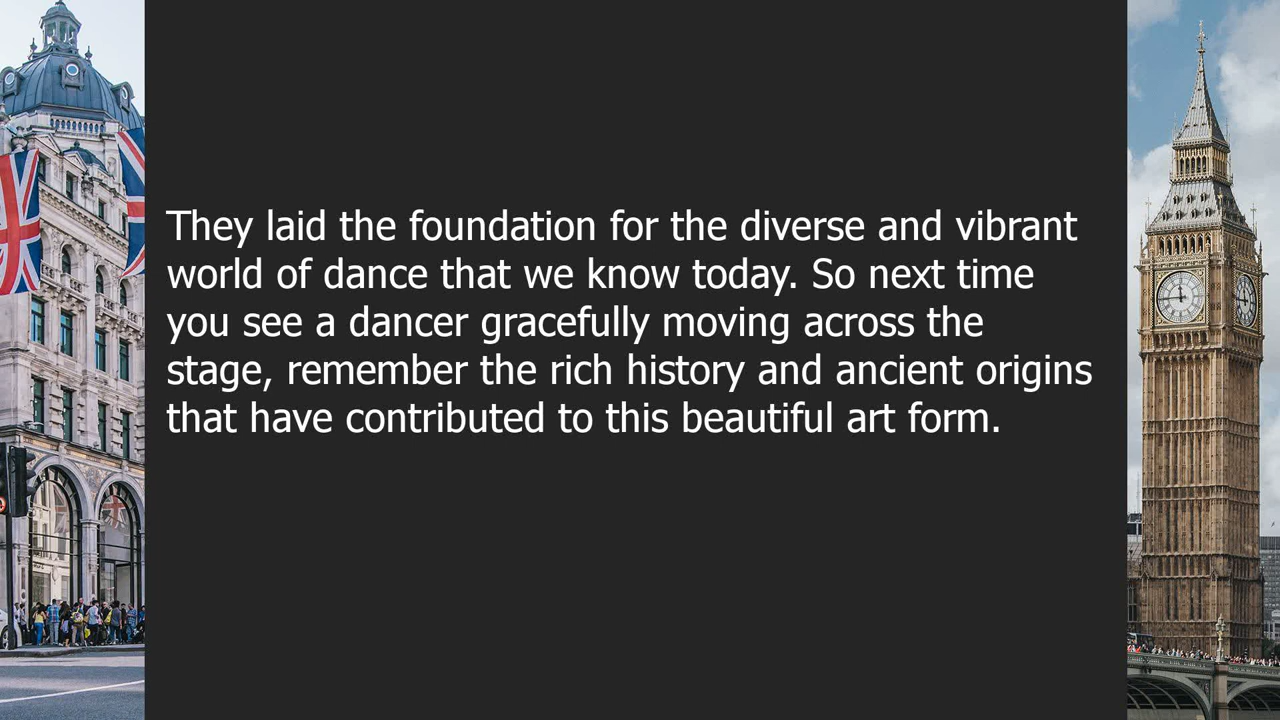 They laid the foundation for the diverse and vibrant
world of dance that we know today. So next time
you see a dancer gracefully moving across the
stage, remember the rich history and ancient origins
that have contributed to this beautiful art form.